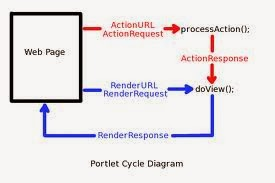 Web Page
ActionURL
ActionRequest
processAction();
ActionResponse
RenderURL
RenderRequest
doView();
RenderResponse
Portlet Cycle Diagram